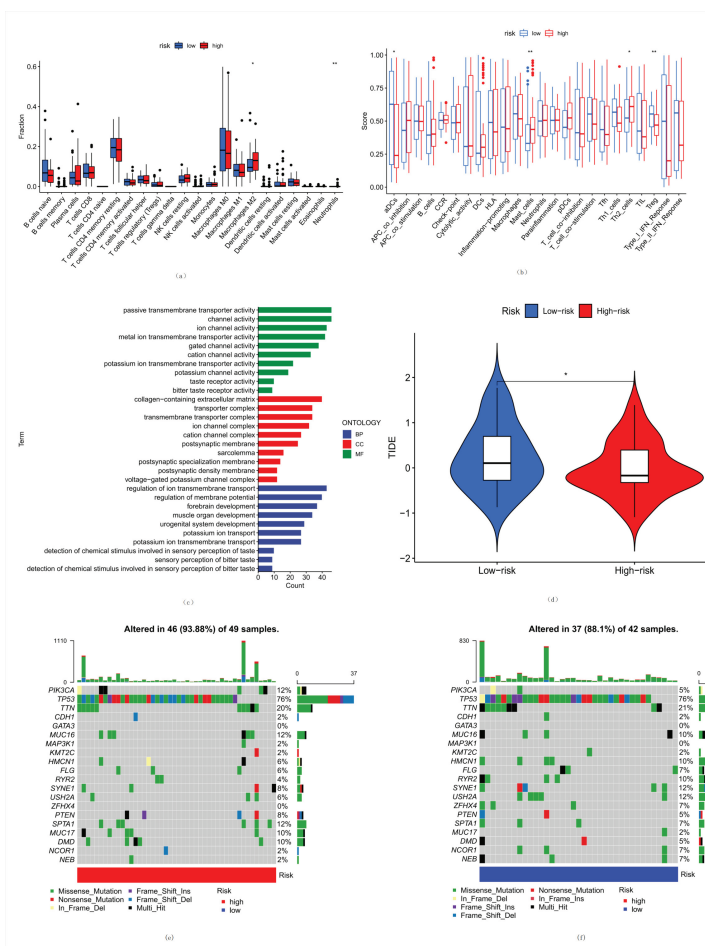 risk low high
* **
Fraction
0.6
0.4
0.2
0.0
B cells naive
B cells memory
Plasma cells
T cells CD8
T cells CD4 naive
T cells CD4 memory resting
T cells CD4 memory activated
T cells follicular helper
T cells regulatory (Tregs)
T cells gamma delta
NK cells resting
NK cells activated
Monocytes
Macrophages M0
Macrophages M1
Macrophages M2
Dendritic cells resting
Dendritic cells activated
Mast cells resting
Mast cells activated
Eosinophils
Neutrophils
(a)
risk low high
* ** * **
Score
1.00
0.75
0.50
0.25
0.00
aDCs
APC_co_inhibition
APC_co_stimulation
B_cells
CCR
Check-point
Cytolytic_activity
DCs
HLA
Inflammation-promoting
Macrophages
Mast_cells
Neutrophils
Parainflammation
pDCs
T_cell_co-inhibition
T_cell_co-stimulation
Tfh
Th1_cells
Th2_cells
TIL
Treg
Type_I_IFN_Reponse
Type_II_IFN_Reponse
(b)
Term
passive transmembrane transporter activity
channel activity
ion channel activity
metal ion transmembrane transporter activity
gated channel activity
cation channel activity
potassium ion transmembrane transporter activity
potassium channel activity
taste receptor activity
bitter taste receptor activity
collagen-containing extracellular matrix
transporter complex
transmembrane transporter complex
ion channel complex
cation channel complex
postsynaptic membrane
sarcolemma
postsynaptic specialization membrane
postsynaptic density membrane
voltage-gated potassium channel complex
regulation of ion transmembrane transport
regulation of membrane potential
forebrain development
muscle organ development
urogenital system development
potassium ion transport
potassium ion transmembrane transport
detection of chemical stimulus involved in sensory perception of taste
sensory perception of bitter taste
detection of chemical stimulus involved in sensory perception of bitter taste
0 10 20 30 40
Count
ONTOLOGY
BP
CC
MF
(c)
Risk Low-risk High-risk
*
TIDE
2
1
0
−1
−2
Low-risk High-risk
(d)
Altered in 46 (93.88%) of 49 samples.
1110
0
0 37
PIK3CA 12%
TP53 76%
TTN 20%
CDH1 2%
GATA3 0%
MUC16 12%
MAP3K1 2%
KMT2C 2%
HMCN1 6%
FLG 6%
RYR2 4%
SYNE1 8%
USH2A 6%
ZFHX4 0%
PTEN 8%
SPTA1 12%
MUC17 10%
DMD 10%
NCOR1 2%
NEB 2%
Risk
Missense_Mutation
Nonsense_Mutation
In_Frame_Del
Frame_Shift_Ins
Frame_Shift_Del
Multi_Hit
Risk
high
low
(e)
Altered in 37 (88.1%) of 42 samples.
830
0
0
PIK3CA 5%
TP53 76%
TTN 21%
CDH1 2%
GATA3 0%
MUC16 10%
MAP3K1 0%
KMT2C 2%
HMCN1 10%
FLG 7%
RYR2 10%
SYNE1 12%
USH2A 12%
ZFHX4 7%
PTEN 5%
SPTA1 7%
MUC17 2%
DMD 5%
NCOR1 7%
NEB 7%
Risk
Missense_Mutation
In_Frame_Del
Frame_Shift_Ins
Frame_Shift_Del
Nonsense_Mutation
In_Frame_Ins
Multi_Hit
Risk
high
low
(f)